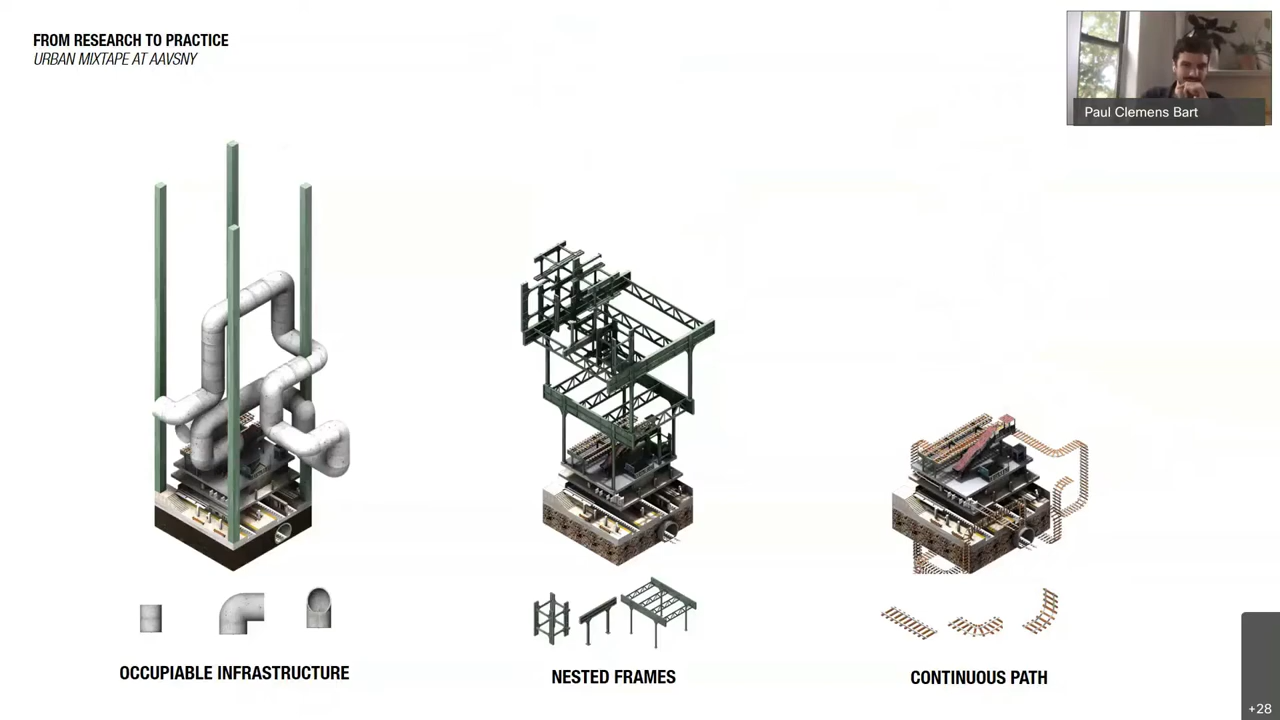 FROM RESEARCH TO PRACTICE
URBAN MIXTAPE AT AAVSNY
Paul Clemens Bart
OCCUPIABLE INFRASTRUCTURE
NESTED FRAMES
CONTINUOUS PATH
+28